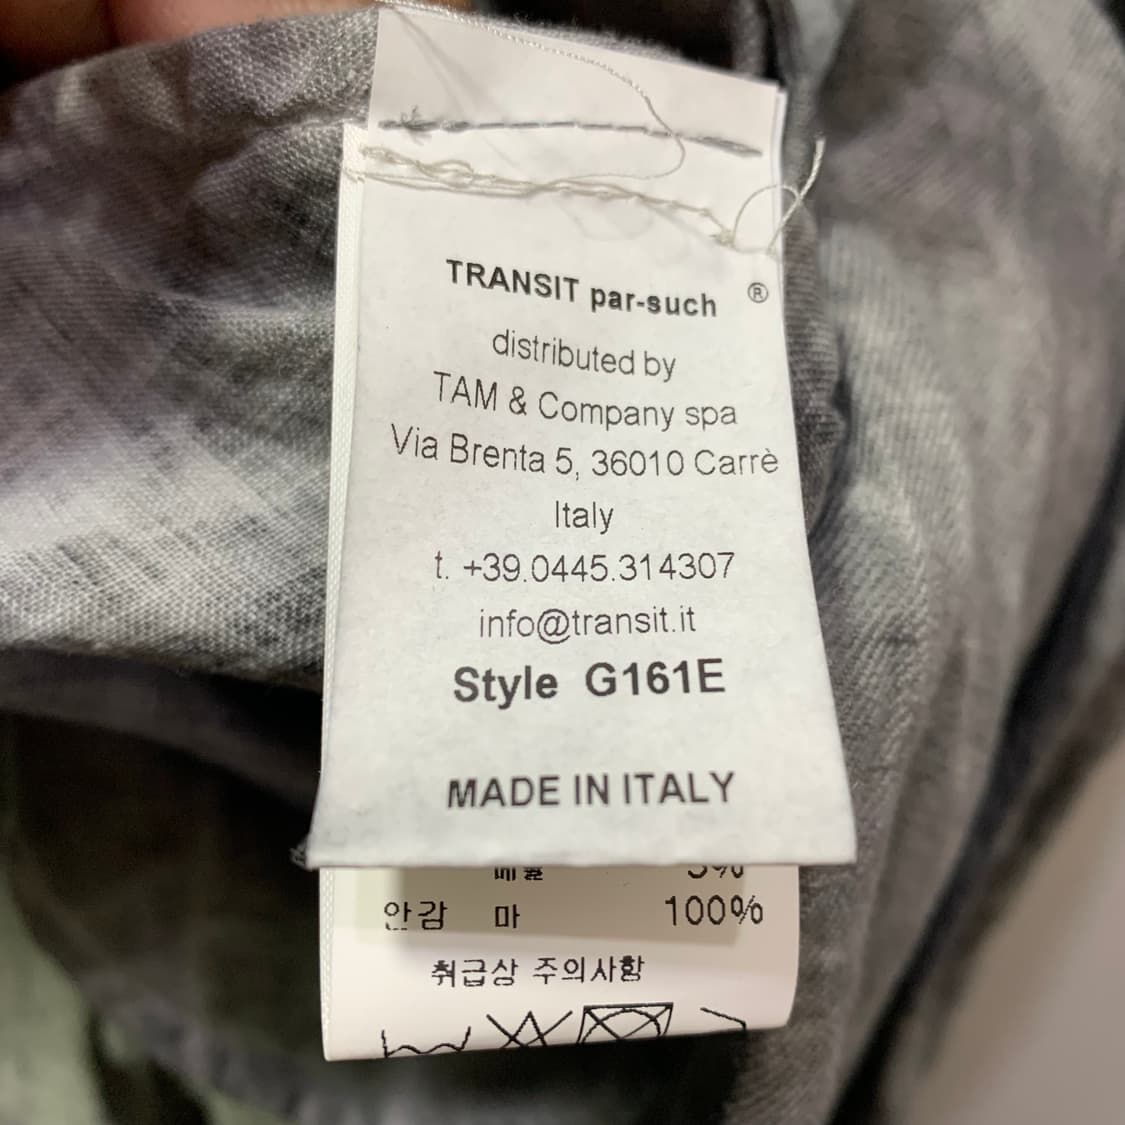 TRANSIT par-such ®
distributed by
TAM & Company spa
Via Brenta 5, 36010 Carrè
Italy
t. +39.0445.314307
info@transit.it
Style G161E
MADE IN ITALY
안감 마 100%
취급상 주의사항